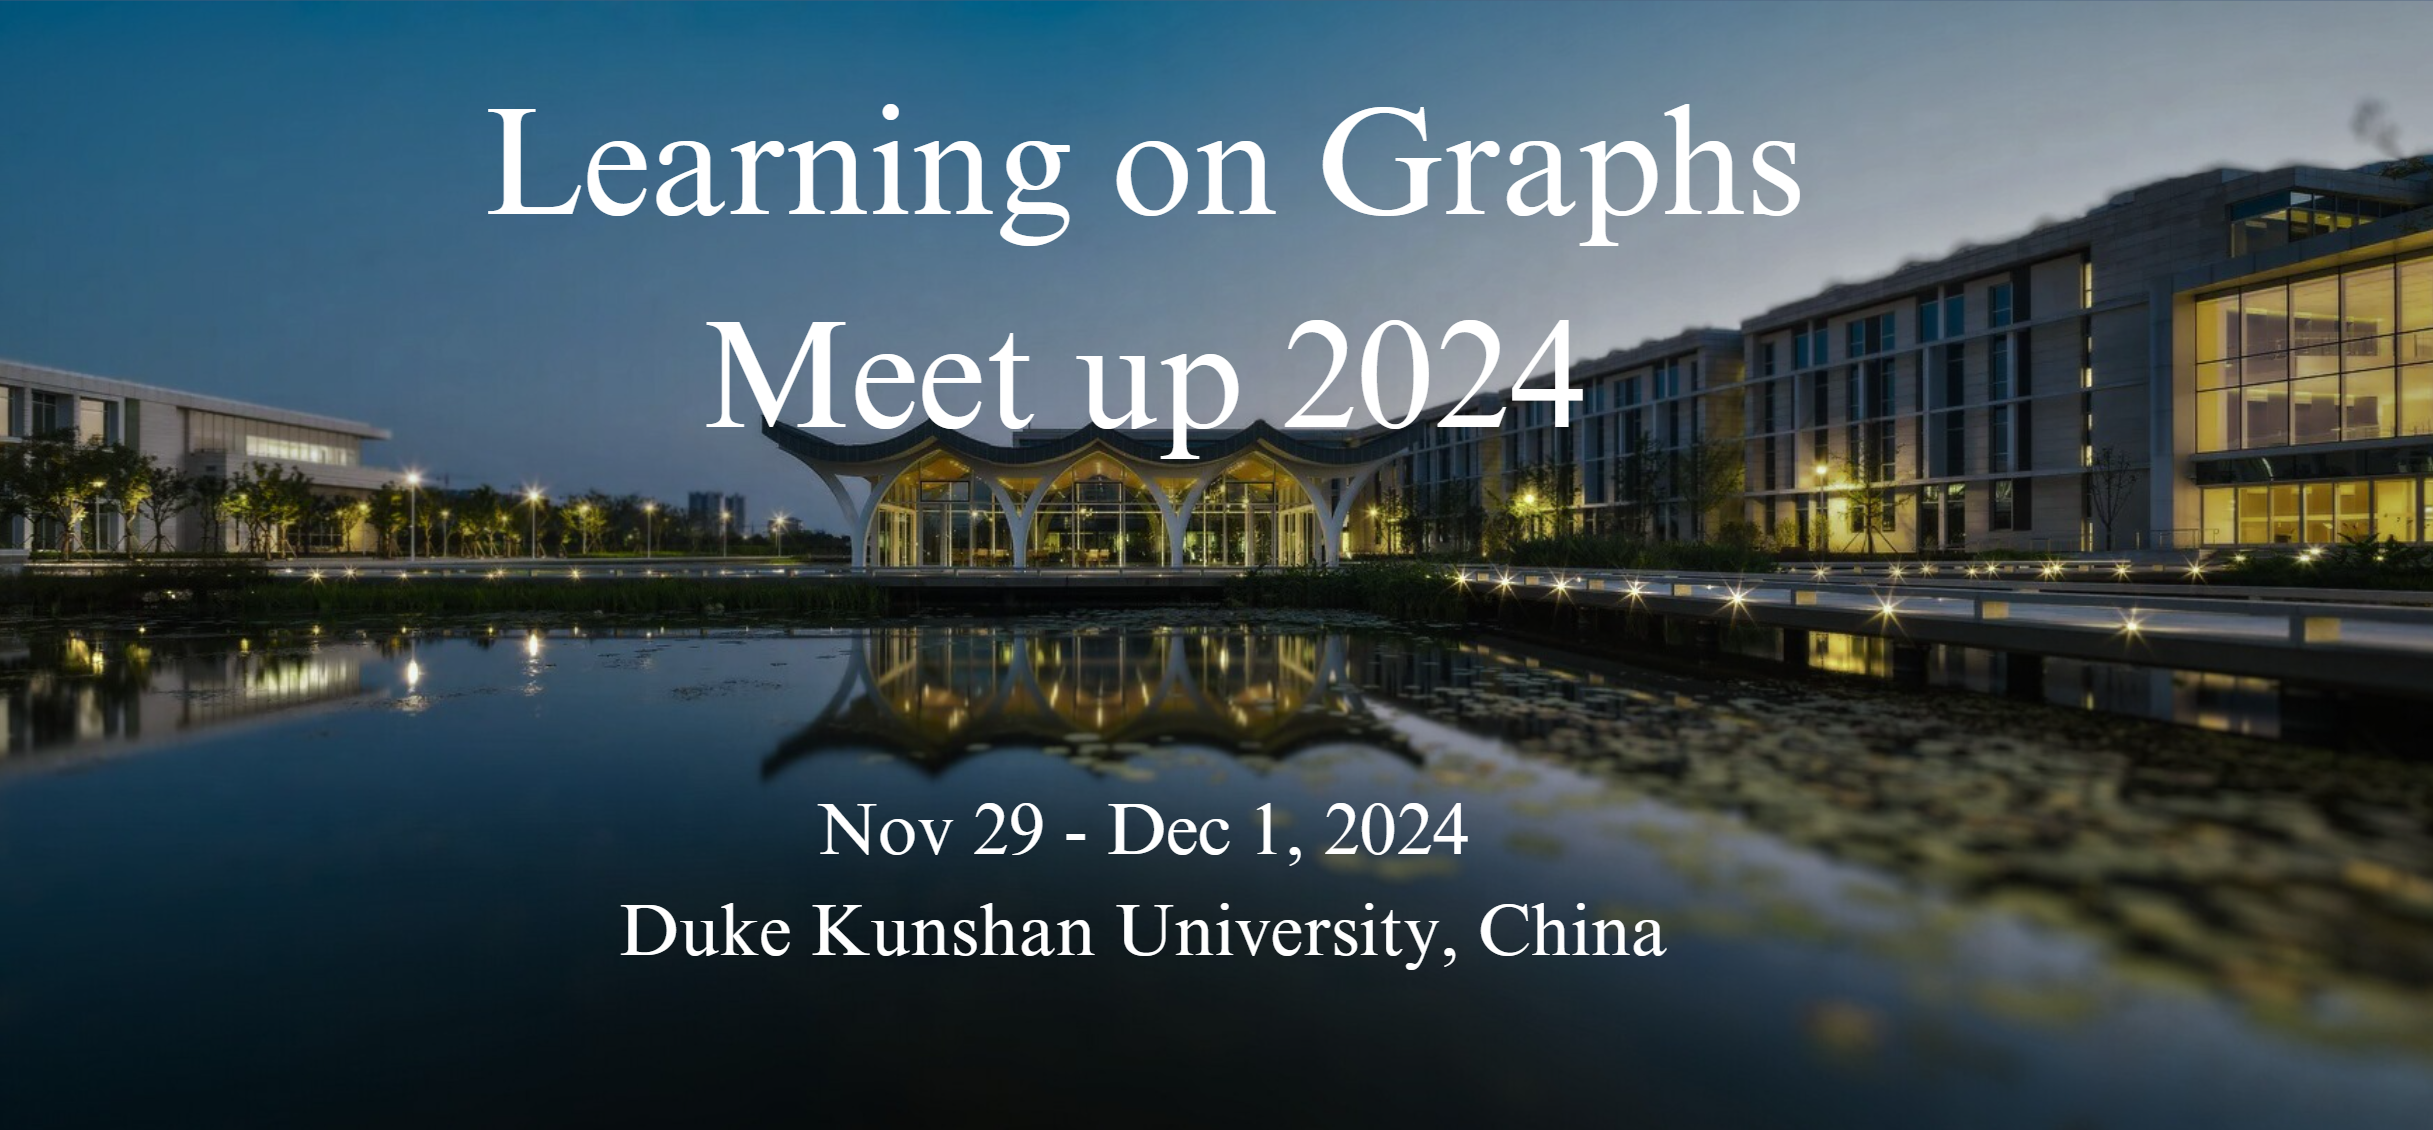 Learning on Graphs
Meet up 2024
Nov 29 - Dec 1, 2024
Duke Kunshan University, China